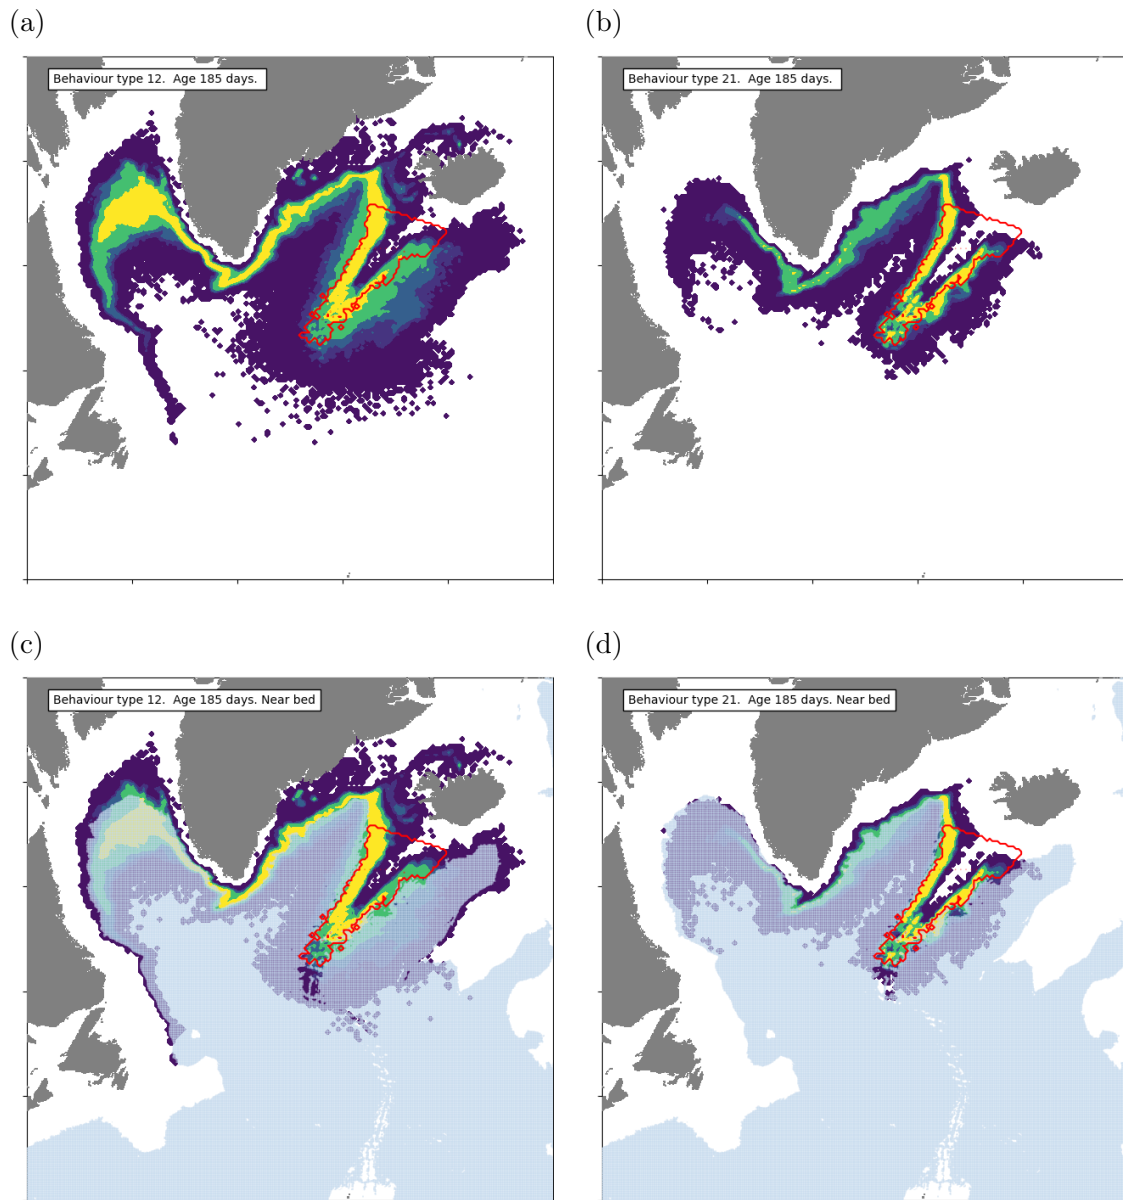 (a)
(b)
Behaviour type 12.  Age 185 days.
Behaviour type 21.  Age 185 days.
(c)
(d)
Behaviour type 12.  Age 185 days. Near bed
Behaviour type 21.  Age 185 days. Near bed